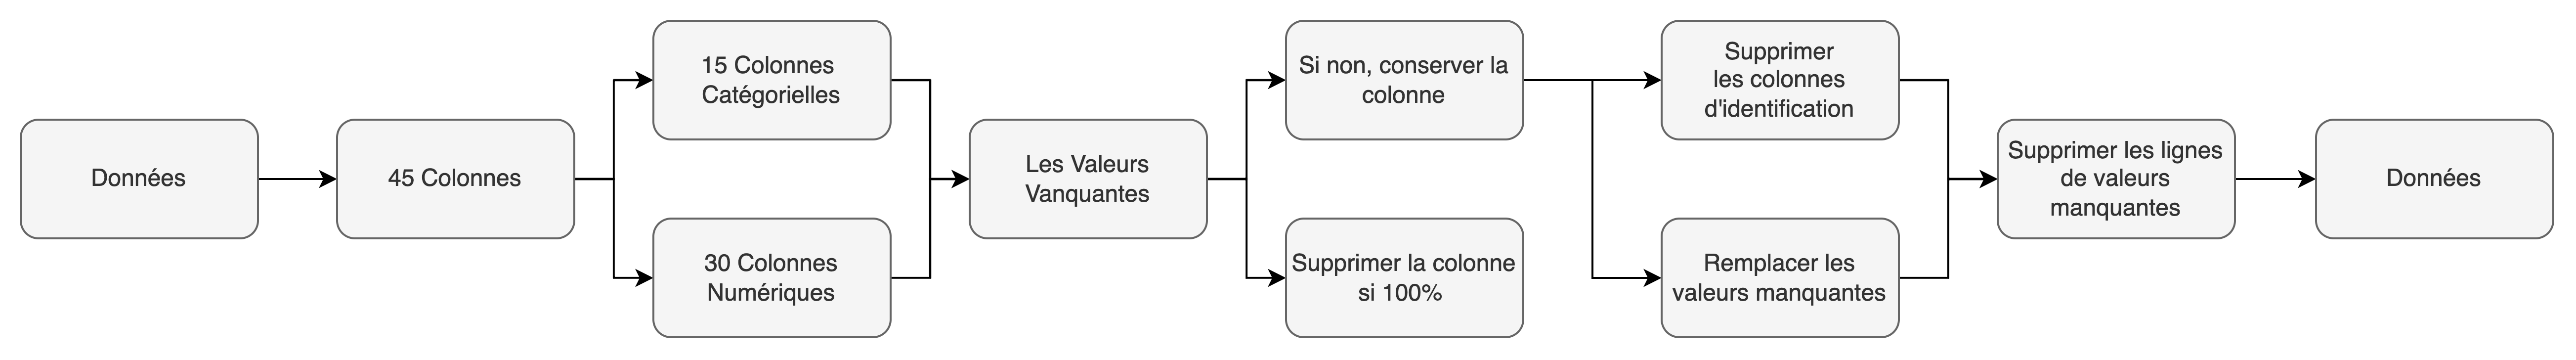 Données
45 Colonnes
15 Colonnes
Catégorielles
30 Colonnes
Numériques
Les Valeurs
Vanquantes
Si non, conserver la
colonne
Supprimer la colonne
si 100%
Supprimer
les colonnes
d'identification
Remplacer les
valeurs manquantes
Supprimer les lignes
de valeurs
manquantes
Données